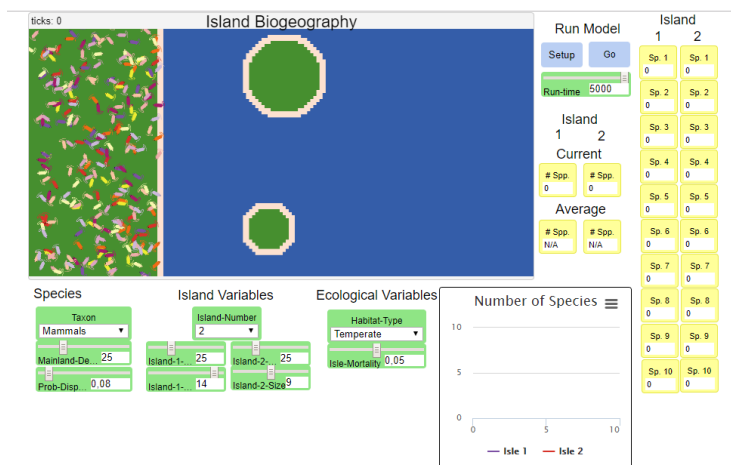 ticks: 0
Island Biogeography
Run Model
Setup
Go
Run-time 5000
Island
1 2
Current
# Spp.
0
# Spp.
0
Average
# Spp.
N/A
# Spp.
N/A
Island
1 2
Sp. 1
0
Sp. 1
0
Sp. 2
0
Sp. 2
0
Sp. 3
0
Sp. 3
0
Sp. 4
0
Sp. 4
0
Sp. 5
0
Sp. 5
0
Sp. 6
0
Sp. 6
0
Sp. 7
0
Sp. 7
0
Sp. 8
0
Sp. 8
0
Sp. 9
0
Sp. 9
0
Sp. 10
0
Sp. 10
0
Species
Taxon
Mammals
Mainland-De... 25
Prob-Disp... 0.08
Island Variables
Island-Number
2
Island-1-... 25
Island-2-... 25
Island-1-... 14
Island-2-Size 9
Ecological Variables
Habitat-Type
Temperate
Isle-Mortality 0.05
Number of Species
10
5
0
0 5 10
Isle 1 Isle 2